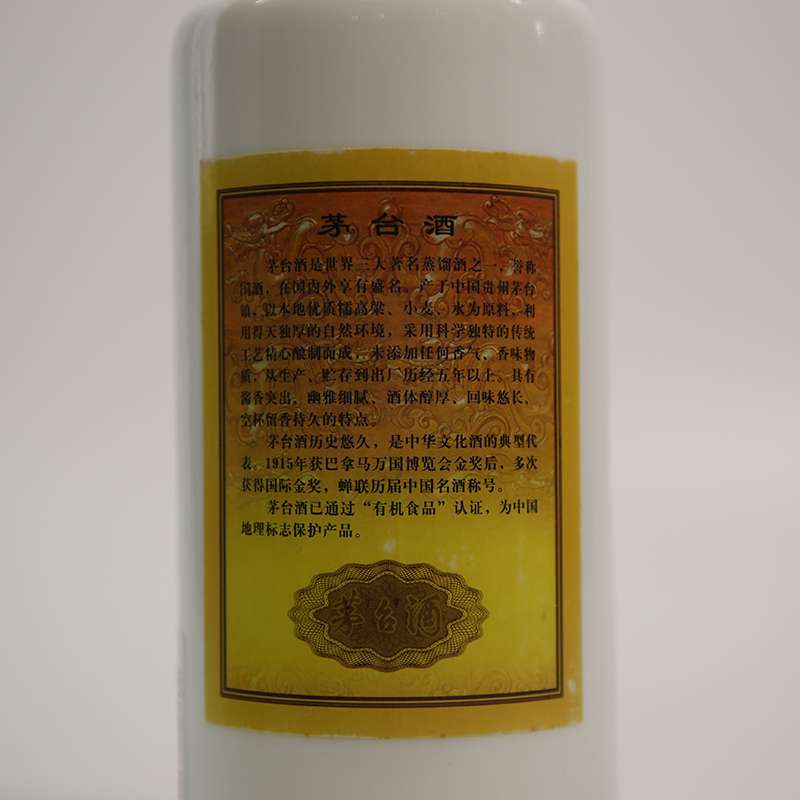 茅台酒
茅台酒是世界三大著名蒸馏酒之一，誉称
国酒，在国内外享有盛名。产于中国贵州茅台
镇，以本地优质糯高粱、小麦、水为原料，利
用得天独厚的自然环境，采用科学独特的传统
工艺精心酿制而成，未添加任何香气、香味物
质，从生产、贮存到出厂历经五年以上。具有
酱香突出、幽雅细腻、酒体醇厚、回味悠长、
空杯留香持久的特点。
茅台酒历史悠久，是中华文化酒的典型代
表。1915年获巴拿马万国博览会金奖后，多次
获得国际金奖，蝉联历届中国名酒称号。
茅台酒已通过“有机食品”认证，为中国
地理标志保护产品。
茅台酒